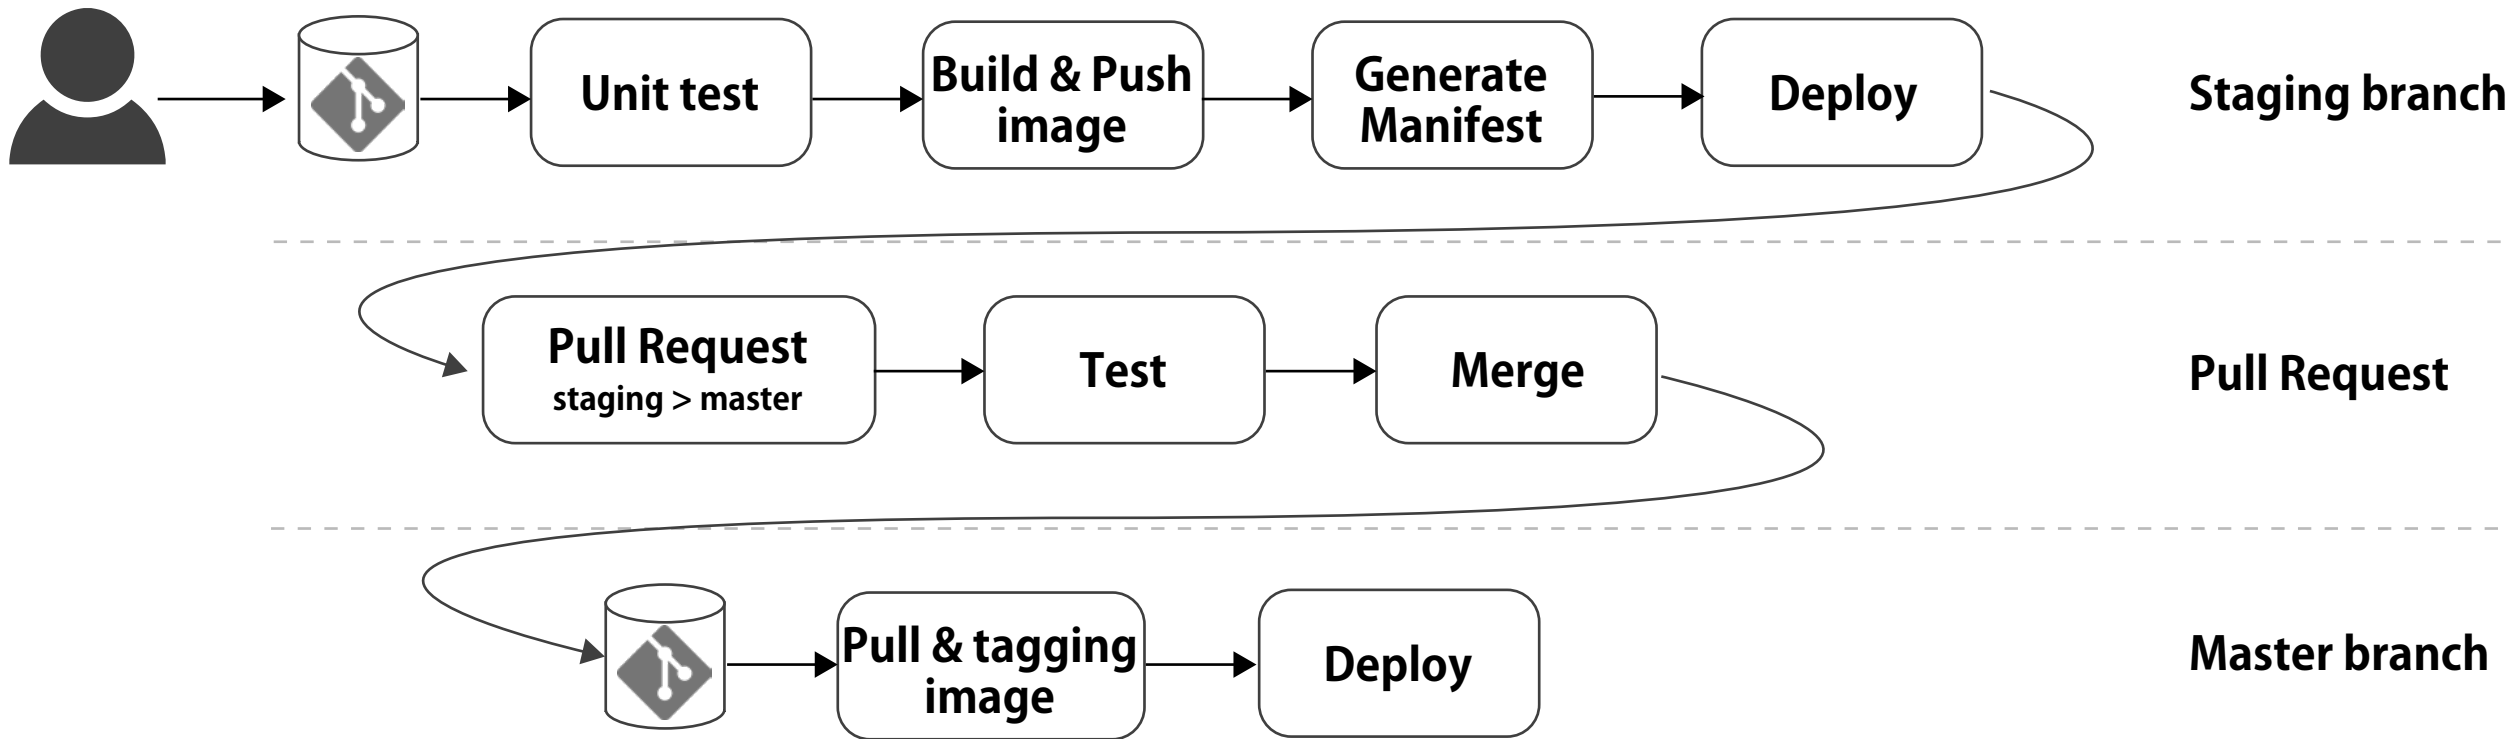 Unit test
Build & Push
image
Generate
Manifest
Deploy
Staging branch
Pull Request
staging > master
Test
Merge
Pull Request
Pull & tagging
image
Deploy
Master branch